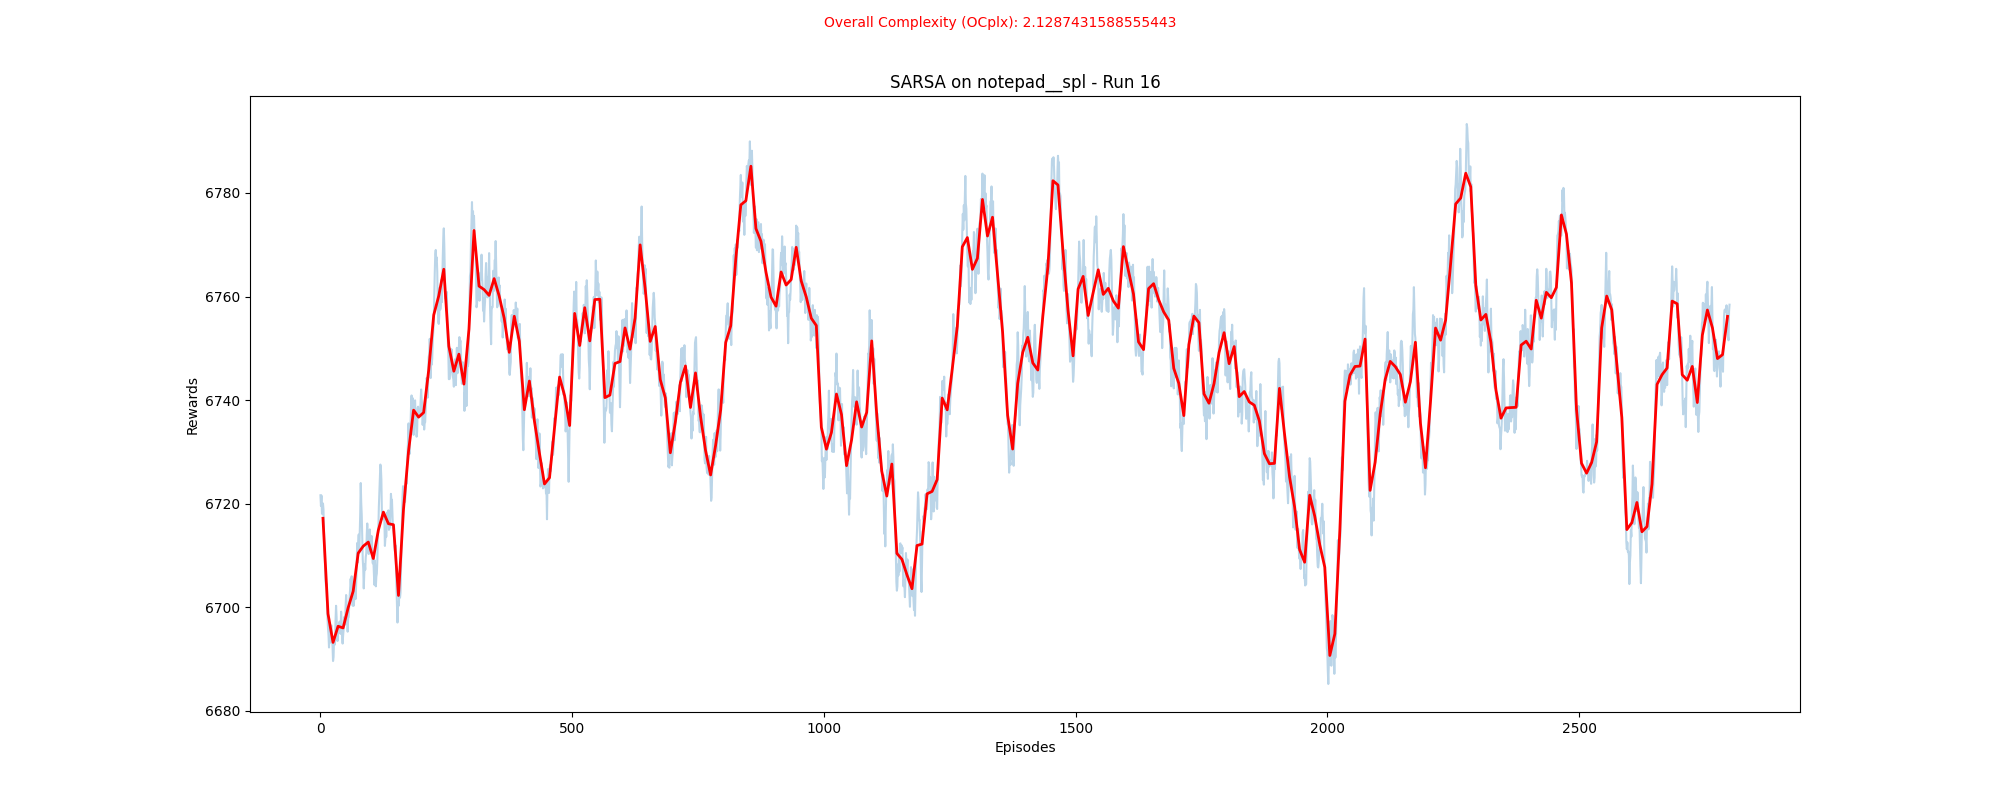 Overall Complexity (OCplx): 2.1287431588555443
SARSA on notepad__spl - Run 16
Rewards
6780
6760
6740
6720
6700
6680
0 500 1000 1500 2000 2500
Episodes